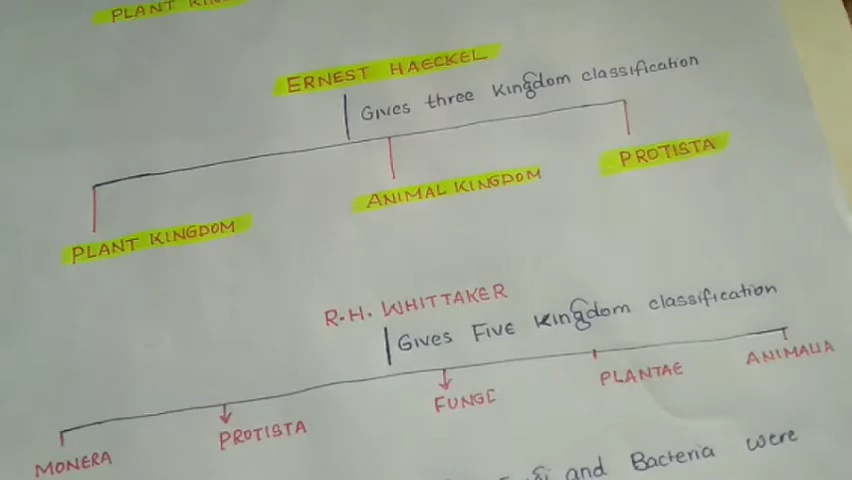 PLANT
ERNEST HAECKEL
Gives three kingdom classification
PLANT KINGDOM
ANIMAL KINGDOM
PROTISTA
R.H. WHITTAKER
Gives Five kingdom classification
MONERA
PROTISTA
FUNGI
PLANTAE
ANIMALIA
and Bacteria were